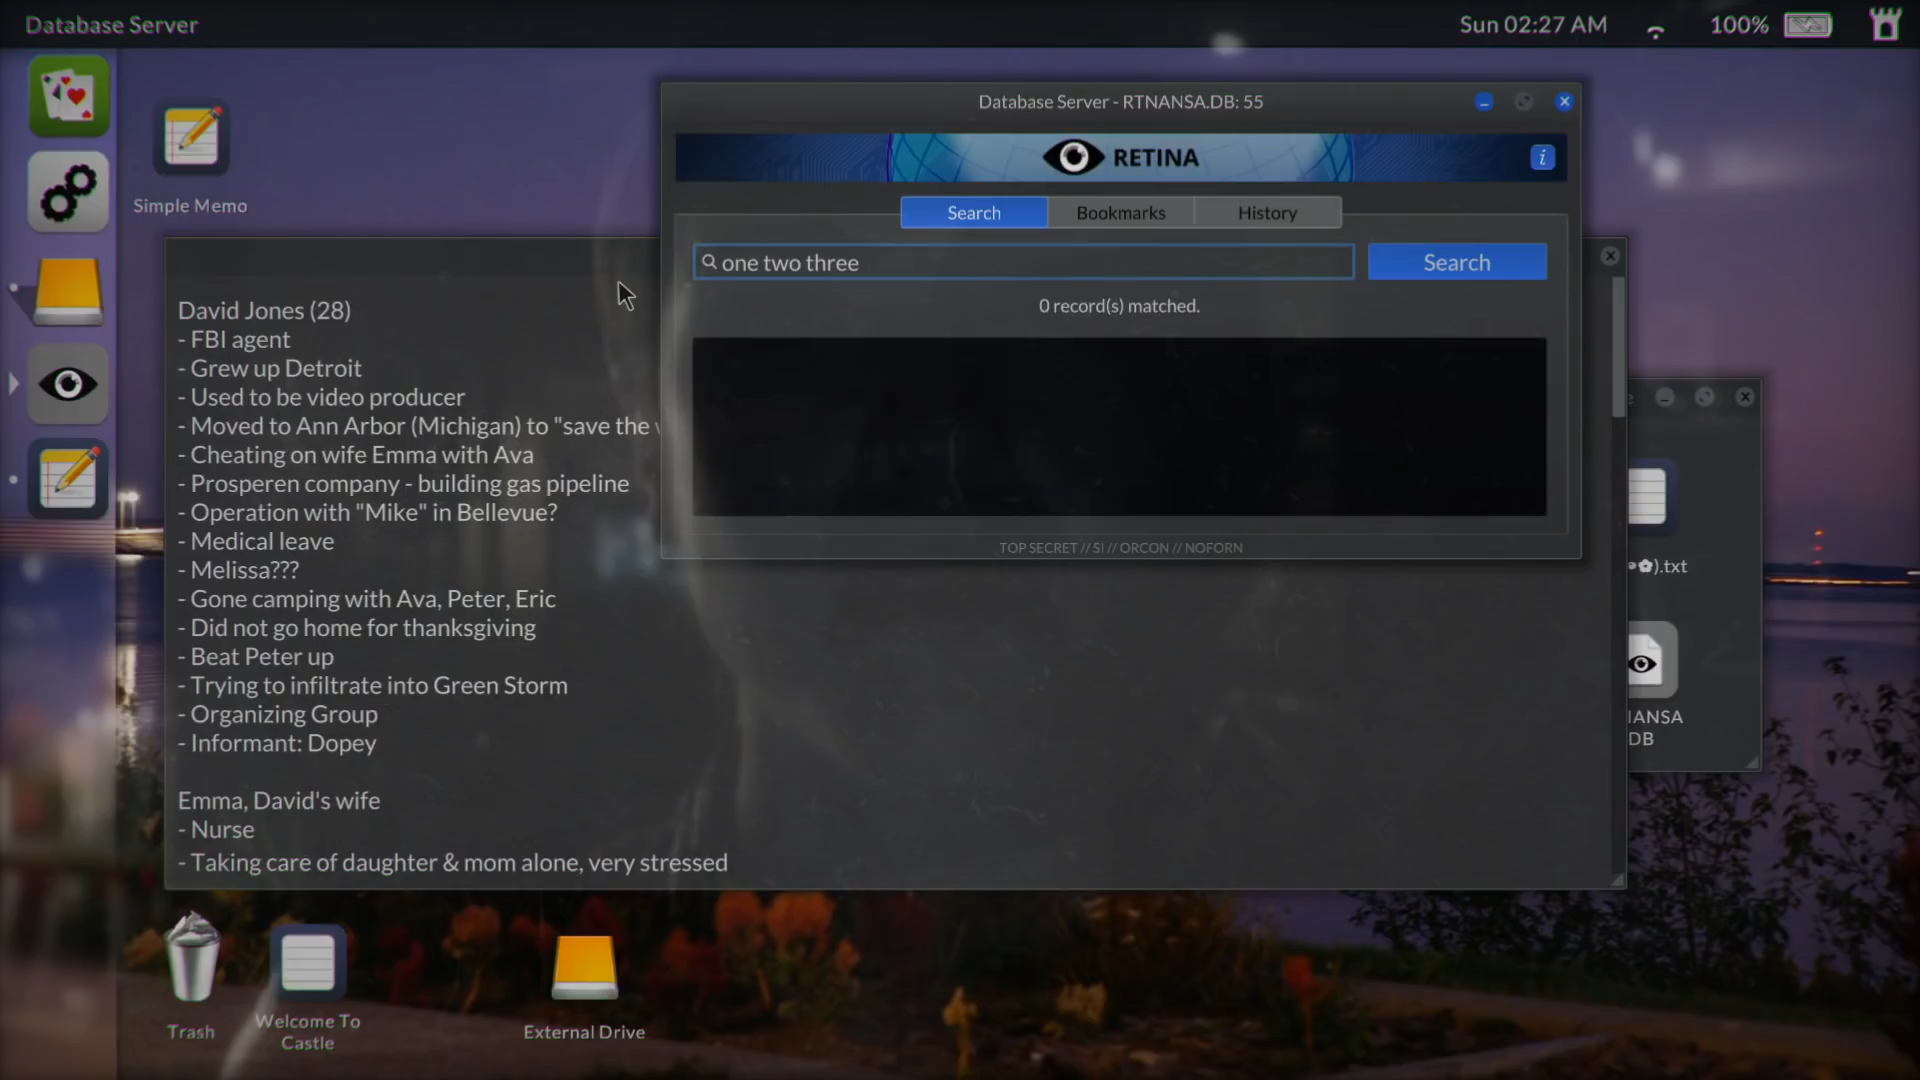 Database Server
Sun 02:27 AM
100%
Simple Memo
Database Server - RTNANSA.DB: 55
RETINA
i
Search
Bookmarks
History
one two three
Search
0 record(s) matched.
TOP SECRET // SI // ORCON // NOFORN
David Jones (28)
- FBI agent
- Grew up Detroit
- Used to be video producer
- Moved to Ann Arbor (Michigan) to "save the
- Cheating on wife Emma with Ava
- Prosperen company - building gas pipeline
- Operation with "Mike" in Bellevue?
- Medical leave
- Melissa???
- Gone camping with Ava, Peter, Eric
- Did not go home for thanksgiving
- Beat Peter up
- Trying to infiltrate into Green Storm
- Organizing Group
- Informant: Dopey
Emma, David's wife
- Nurse
- Taking care of daughter & mom alone, very stressed
•✿).txt
IANSA
DB
Trash
Welcome To
Castle
External Drive